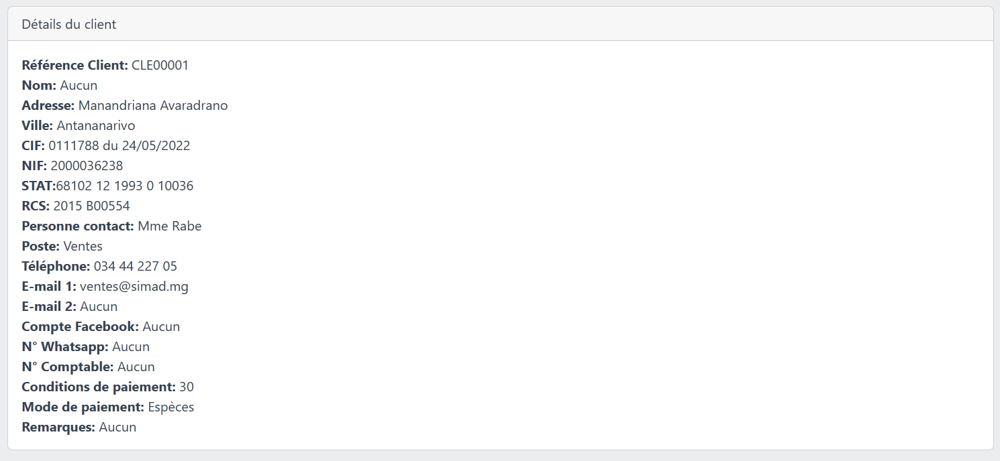 Détails du client
Référence Client: CLE00001
Nom: Aucun
Adresse: Manandriana Avaradrano
Ville: Antananarivo
CIF: 0111788 du 24/05/2022
NIF: 2000036238
STAT:68102 12 1993 0 10036
RCS: 2015 B00554
Personne contact: Mme Rabe
Poste: Ventes
Téléphone: 034 44 227 05
E-mail 1: ventes@simad.mg
E-mail 2: Aucun
Compte Facebook: Aucun
N° Whatsapp: Aucun
N° Comptable: Aucun
Conditions de paiement: 30
Mode de paiement: Espèces
Remarques: Aucun